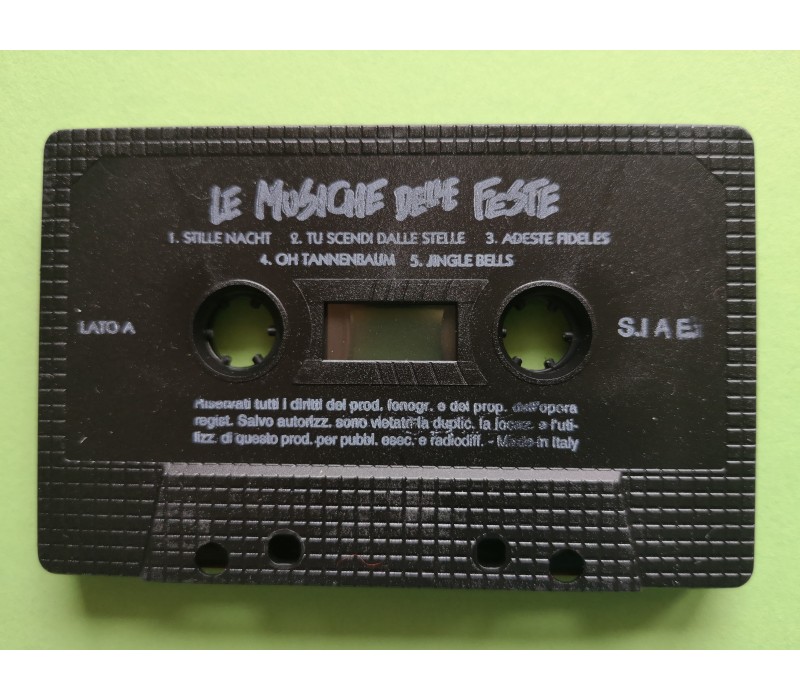 LE MUSICHE DELLE FESTE
1. STILLE NACHT 2. TU SCENDI DALLE STELLE 3. ADESTE FIDELES
4. OH TANNENBAUM 5. JINGLE BELLS
LATO A
S.I A E.
Riservati tutti i diritti del prod. fonogr. e del prop. dell'opera
regist. Salvo autorizz. sono vietati la duplic. la locaz. e l'uti-
lizz. di questo prod. per pubbl. esec. e radiodiff. - Made in Italy